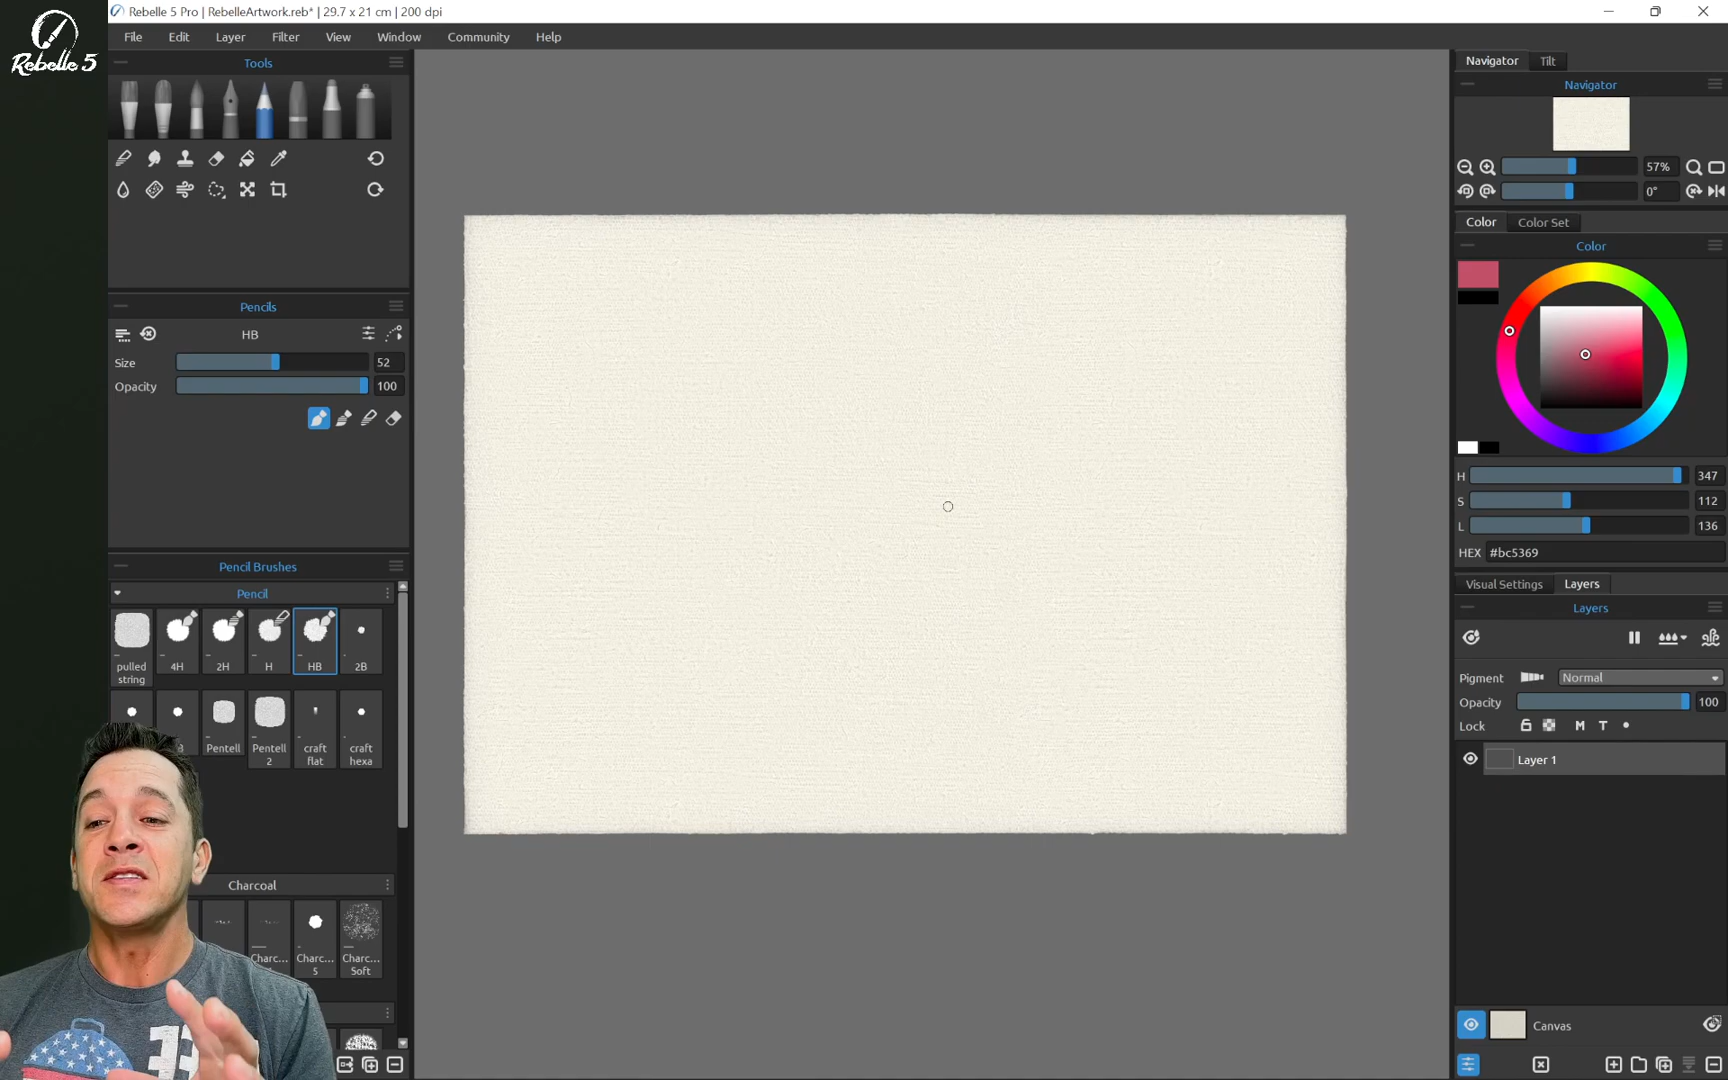 Rebelle 5 Pro | RebelleArtwork.reb* | 29.7 x 21 cm | 200 dpi
Rebelle 5
File Edit Layer Filter View Window Community Help
Tools
Pencils
HB
Size 52
Opacity 100
Pencil Brushes
Pencil
pulled string
4H
2H
H
HB
2B
Pentell
Pentell 2
craft flat
craft hexa
Charcoal
Charc...
Charc... 5
Charc... Soft
Navigator Tilt
Navigator
57%
0°
Color Color Set
Color
H 347
S 112
L 136
HEX #bc5369
Visual Settings Layers
Layers
Pigment Normal
Opacity 100
Lock M T
Layer 1
Canvas